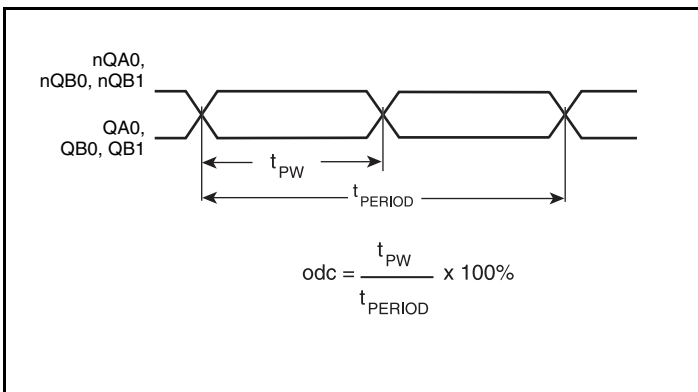 nQA0,
nQB0, nQB1
QA0,
QB0, QB1
tPW
tPERIOD
odc = tPW / tPERIOD x 100%